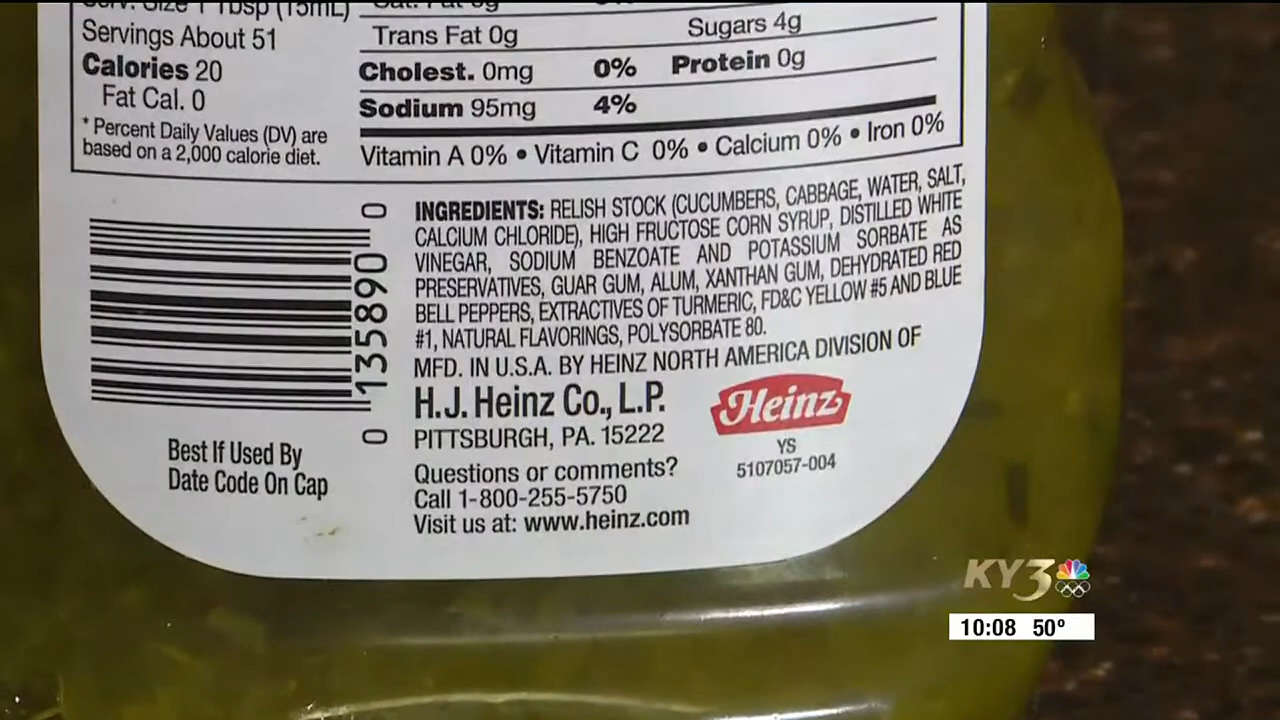 Serv. Size 1 Tbsp (15mL)
Servings About 51
Calories 20
Fat Cal. 0
* Percent Daily Values (DV) are
based on a 2,000 calorie diet.
Sat. Fat 0g
Trans Fat 0g Sugars 4g
Cholest. 0mg 0% Protein 0g
Sodium 95mg 4%
Vitamin A 0% • Vitamin C 0% • Calcium 0% • Iron 0%
0 135890 0
Best If Used By
Date Code On Cap
INGREDIENTS: RELISH STOCK (CUCUMBERS, CABBAGE, WATER, SALT,
CALCIUM CHLORIDE), HIGH FRUCTOSE CORN SYRUP, DISTILLED WHITE
VINEGAR, SODIUM BENZOATE AND POTASSIUM SORBATE AS
PRESERVATIVES, GUAR GUM, ALUM, XANTHAN GUM, DEHYDRATED RED
BELL PEPPERS, EXTRACTIVES OF TURMERIC, FD&C YELLOW #5 AND BLUE
#1, NATURAL FLAVORINGS, POLYSORBATE 80.
MFD. IN U.S.A. BY HEINZ NORTH AMERICA DIVISION OF
H.J. Heinz Co., L.P.
PITTSBURGH, PA. 15222
Questions or comments?
Call 1-800-255-5750
Visit us at: www.heinz.com
Heinz
YS
5107057-004
KY3
10:08 50°